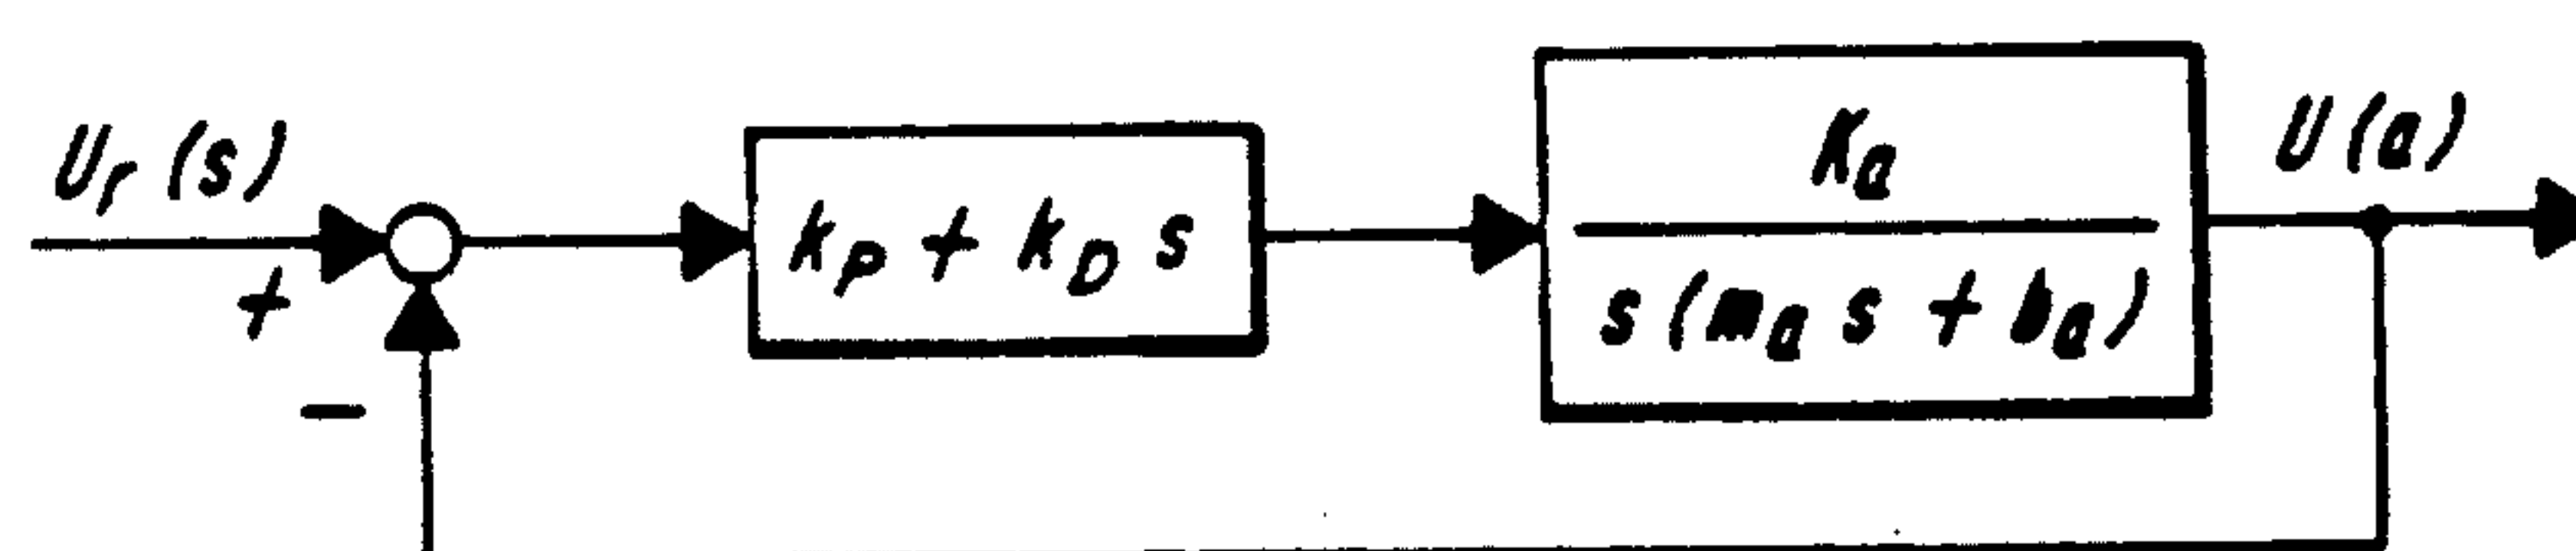 U_r (s)
+
−
k_P + k_D s
K_a
s (m_a s + b_a)
U (a)